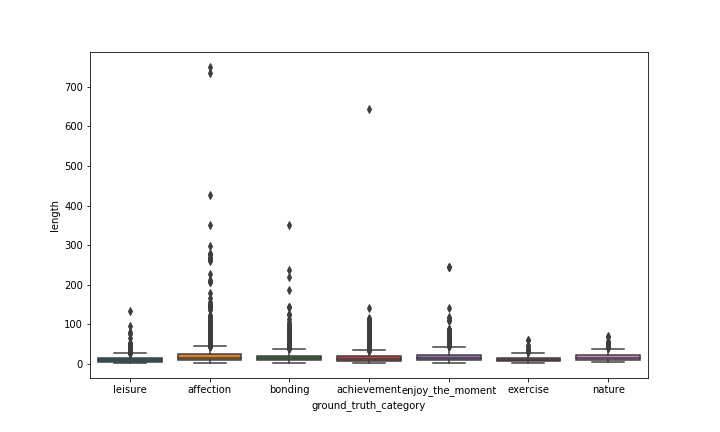 700
600
500
400
300
200
100
0
length
leisure affection bonding achievement enjoy_the_moment exercise nature
ground_truth_category